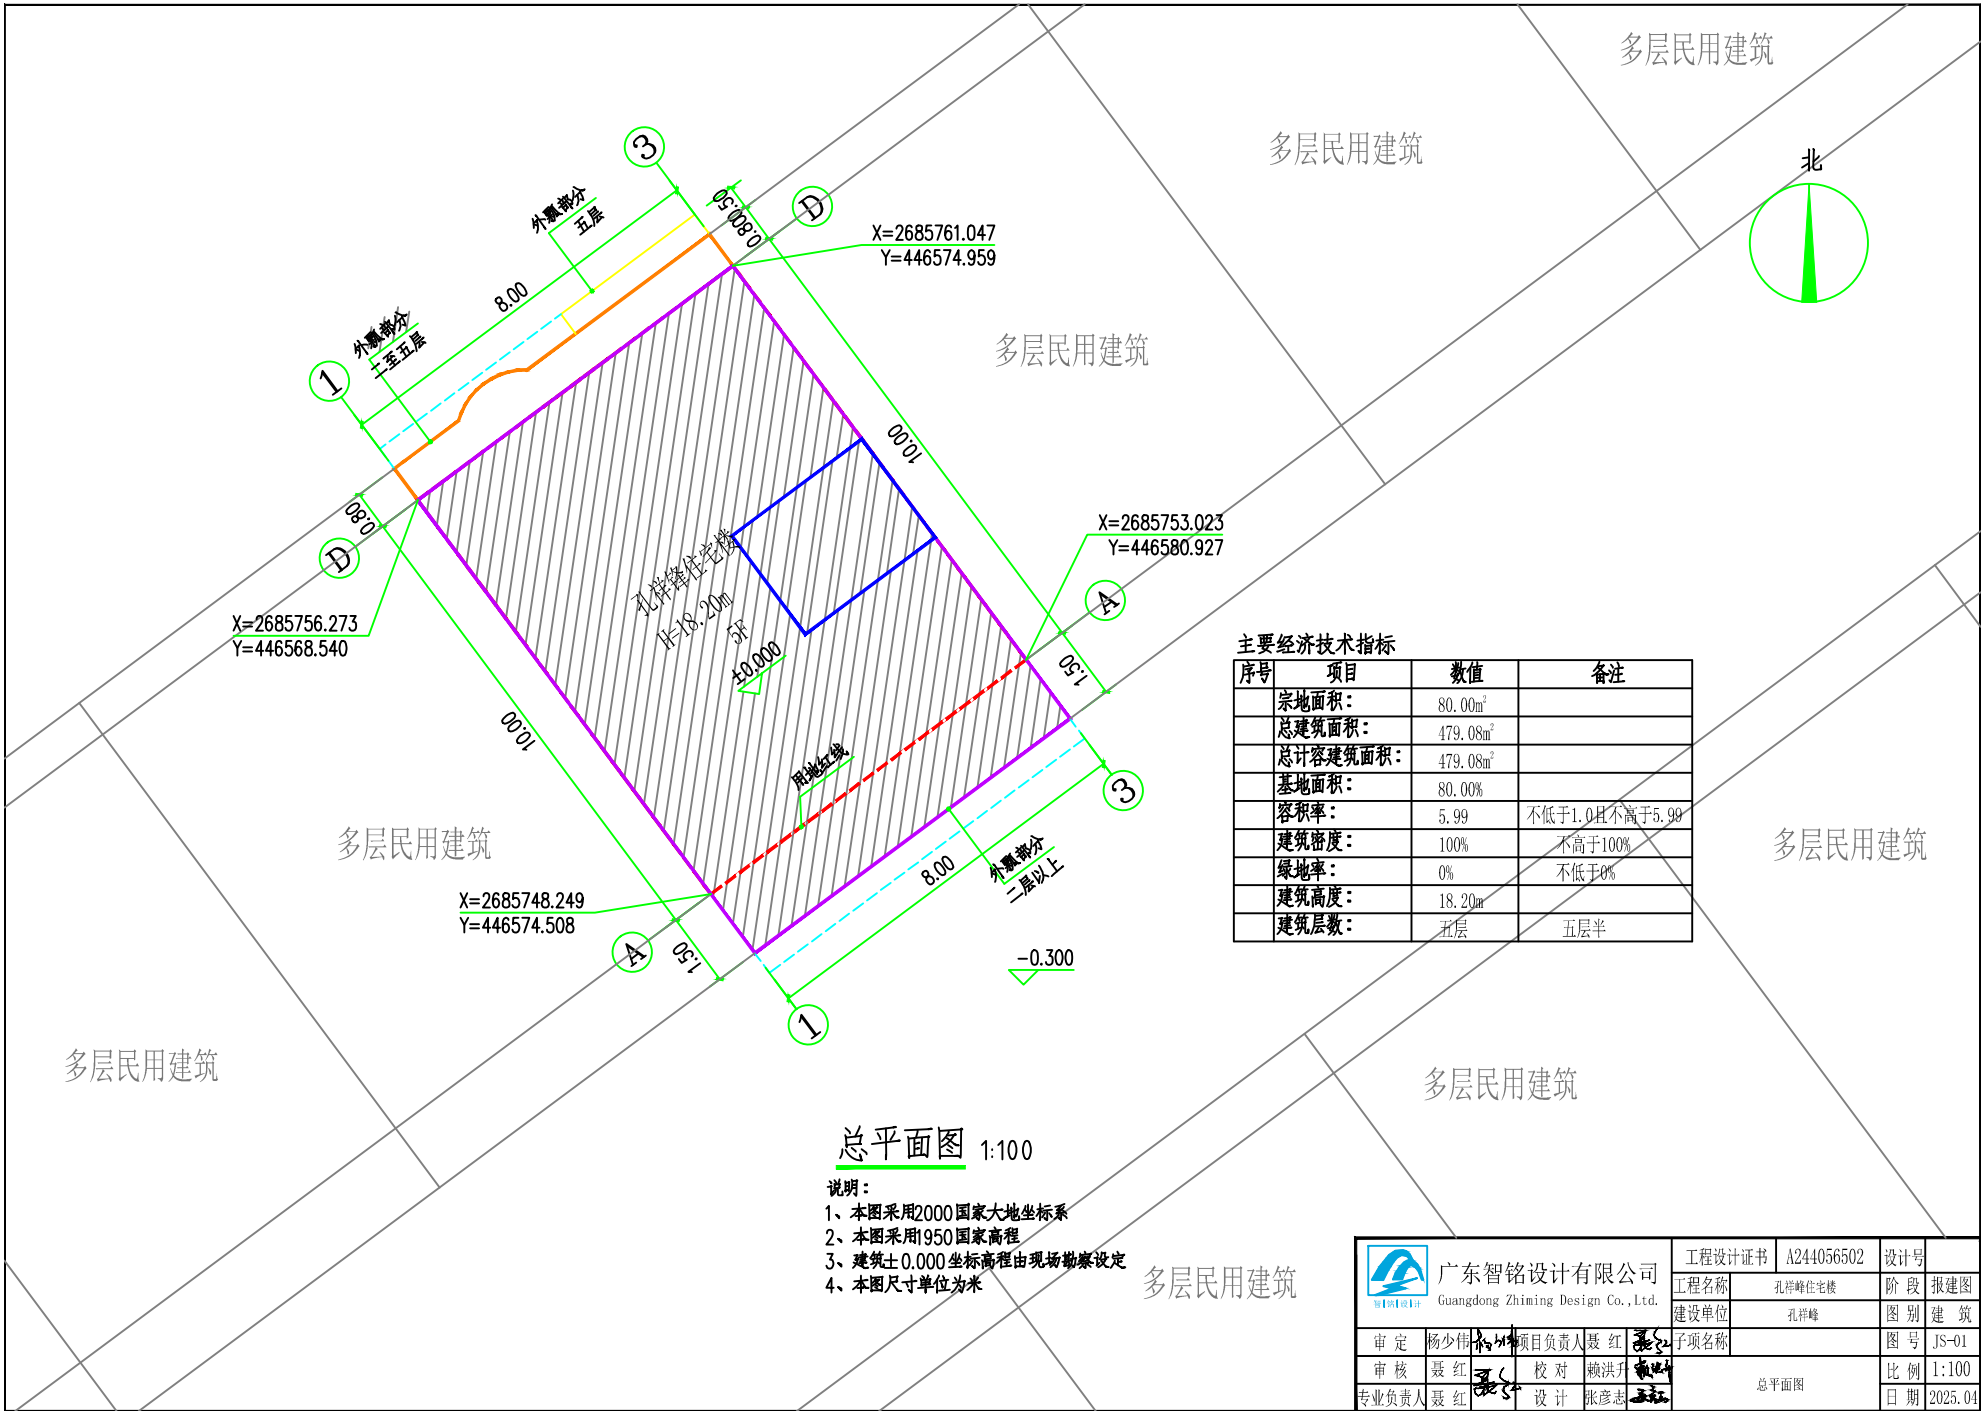 多层民用建筑
多层民用建筑
北
3
外飘部分
五层
0.50
0.80
D
X=2685761.047
Y=446574.959
8.00
外飘部分
二至五层
1
多层民用建筑
10.00
0.80
D
X=2685753.023
Y=446580.927
孔祥锋住宅楼
H=18.20m
5F
±0.000
A
X=2685756.273
Y=446568.540
1.50
10.00
用地红线
主要经济技术指标
序号 项目 数值 备注
宗地面积： 80.00m²
总建筑面积： 479.08m²
总计容建筑面积： 479.08m²
基地面积： 80.00%
容积率： 5.99 不低于1.0且不高于5.99
建筑密度： 100% 不高于100%
绿地率： 0% 不低于0%
建筑高度： 18.20m
建筑层数： 五层 五层半
3
多层民用建筑
多层民用建筑
8.00
外飘部分
二层以上
X=2685748.249
Y=446574.508
A
1.50
-0.300
1
多层民用建筑
多层民用建筑
总平面图 1:100
说明：
1、本图采用2000国家大地坐标系
2、本图采用1950国家高程
3、建筑±0.000坐标高程由现场勘察设定
4、本图尺寸单位为米
多层民用建筑
智铭设计
广东智铭设计有限公司
Guangdong Zhiming Design Co.,Ltd.
工程设计证书 A244056502 设计号
工程名称 孔祥峰住宅楼 阶 段 报建图
建设单位 孔祥峰 图 别 建 筑
审 定 杨少伟 项目负责人 聂 红 子项名称 图 号 JS-01
审 核 聂 红 校 对 赖洪升 总平面图 比 例 1:100
专业负责人 聂 红 设 计 张彦志 日 期 2025.04